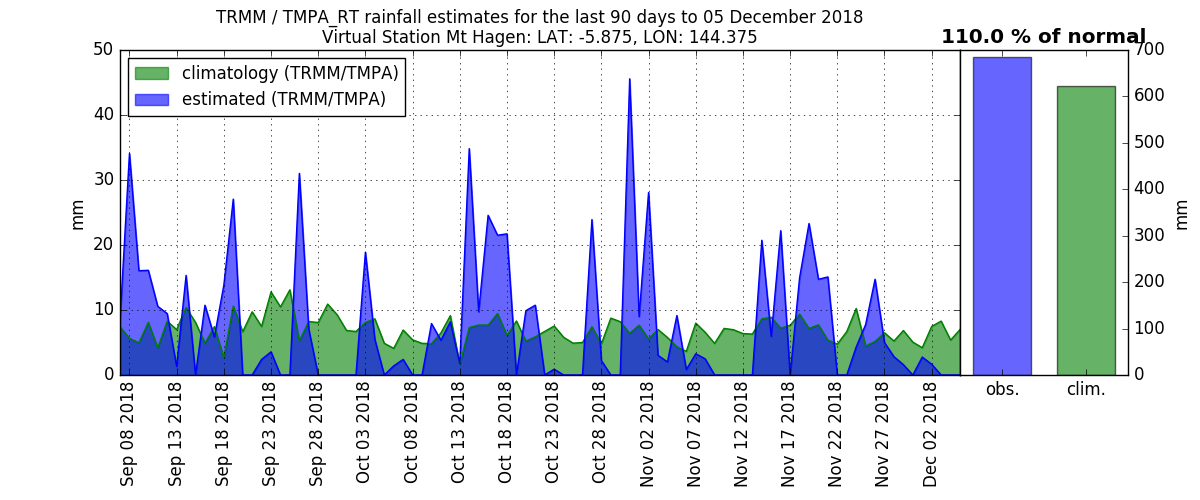 TRMM / TMPA_RT rainfall estimates for the last 90 days to 05 December 2018
Virtual Station Mt Hagen: LAT: -5.875, LON: 144.375
110.0 % of normal
climatology (TRMM/TMPA)
estimated (TRMM/TMPA)
50
40
30
20
10
0
mm
Sep 08 2018
Sep 13 2018
Sep 18 2018
Sep 23 2018
Sep 28 2018
Oct 03 2018
Oct 08 2018
Oct 13 2018
Oct 18 2018
Oct 23 2018
Oct 28 2018
Nov 02 2018
Nov 07 2018
Nov 12 2018
Nov 17 2018
Nov 22 2018
Nov 27 2018
Dec 02 2018
obs.
clim.
700
600
500
400
300
200
100
0
mm